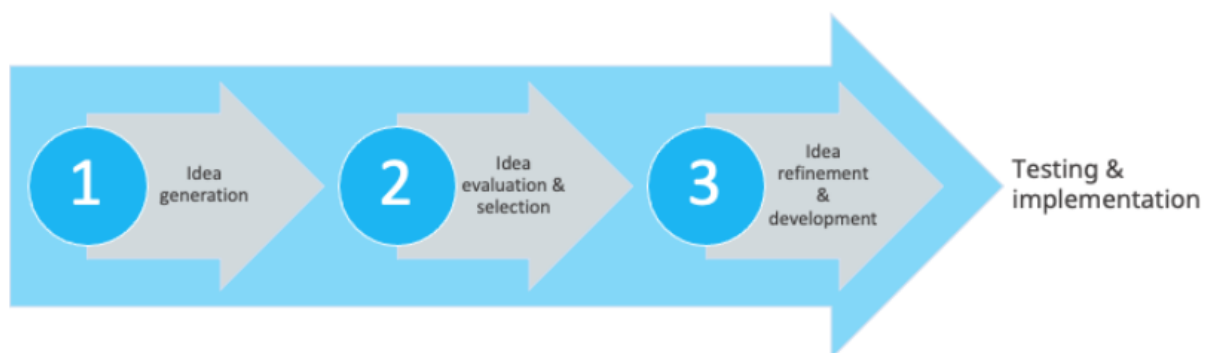 1
Idea
generation
2
Idea
evaluation &
selection
3
Idea
refinement
&
development
Testing &
implementation